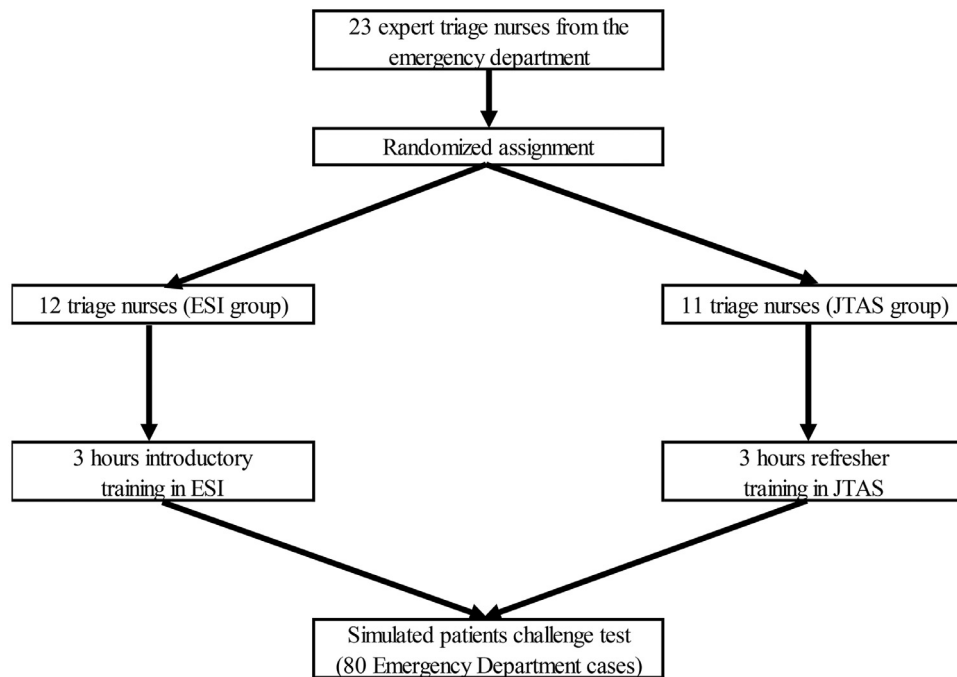 23 expert triage nurses from the
emergency department
Randomized assignment
12 triage nurses (ESI group)
11 triage nurses (JTAS group)
3 hours introductory
training in ESI
3 hours refresher
training in JTAS
Simulated patients challenge test
(80 Emergency Department cases)